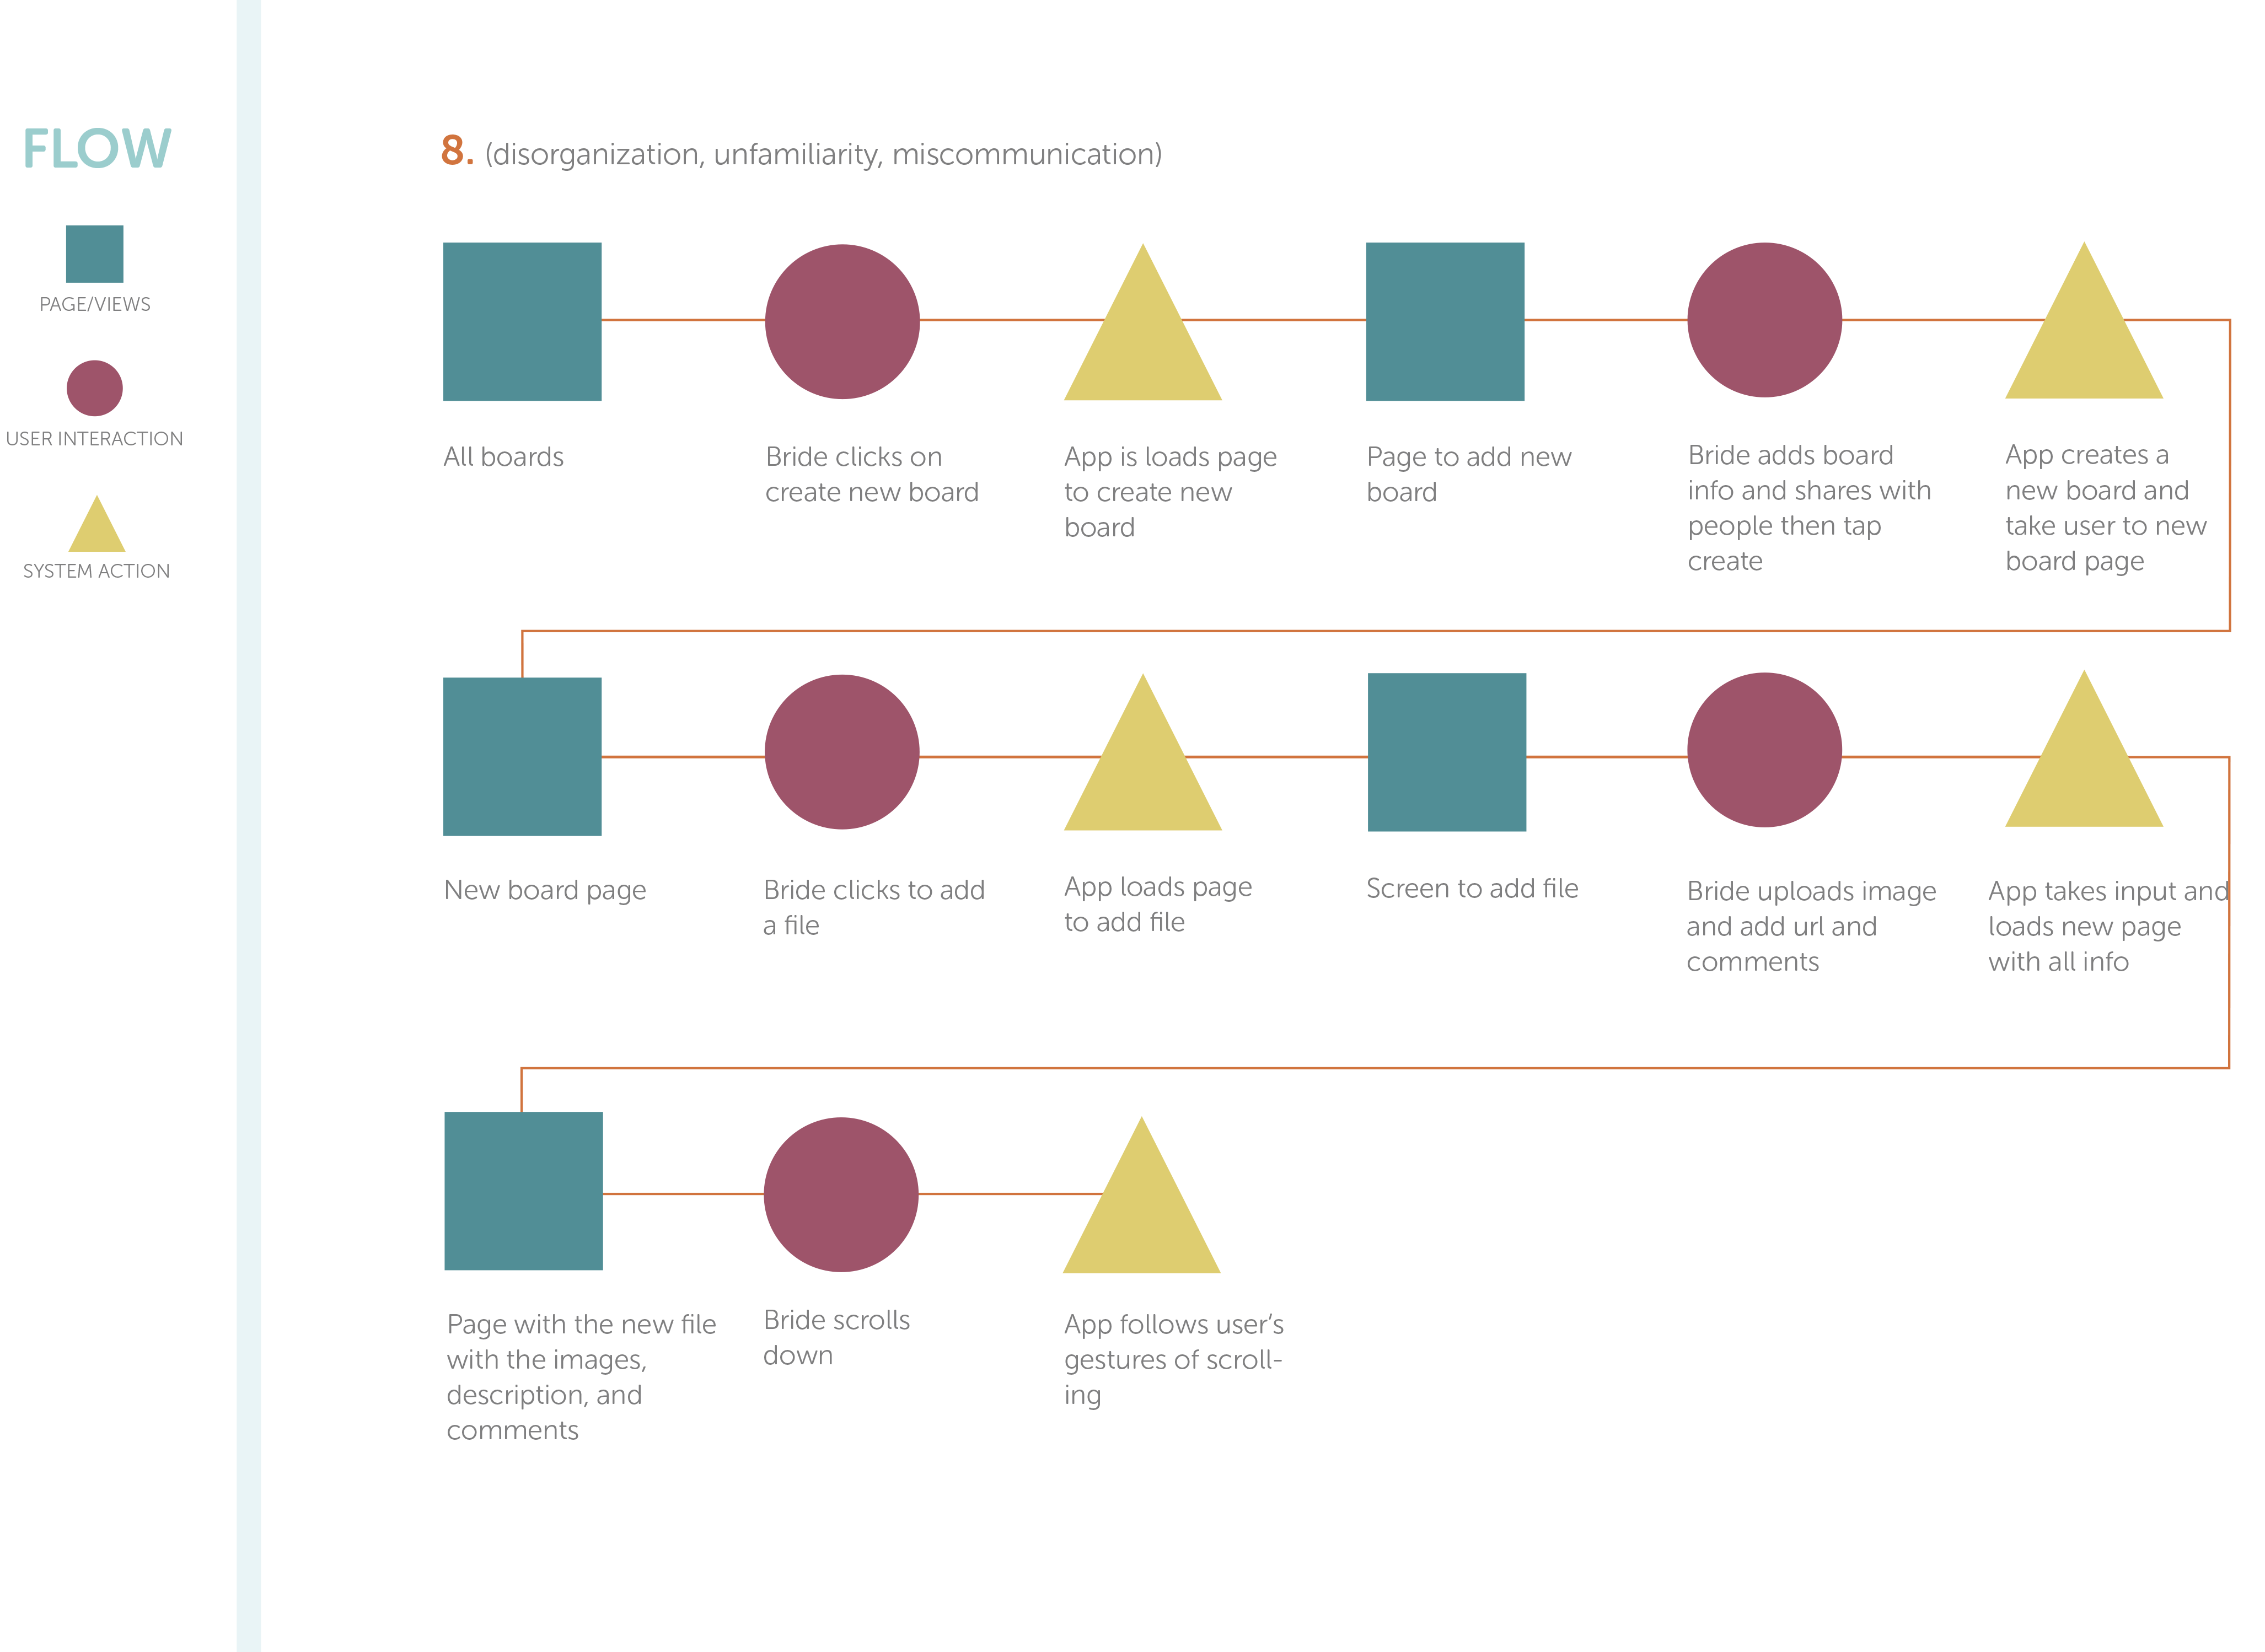 FLOW
PAGE/VIEWS
USER INTERACTION
SYSTEM ACTION
8. (disorganization, unfamiliarity, miscommunication)
All boards
Bride clicks on
create new board
App is loads page
to create new
board
Page to add new
board
Bride adds board
info and shares with
people then tap
create
App creates a
new board and
take user to new
board page
New board page
Bride clicks to add
a file
App loads page
to add file
Screen to add file
Bride uploads image
and add url and
comments
App takes input and
loads new page
with all info
Page with the new file
with the images,
description, and
comments
Bride scrolls
down
App follows user’s
gestures of scroll-
ing